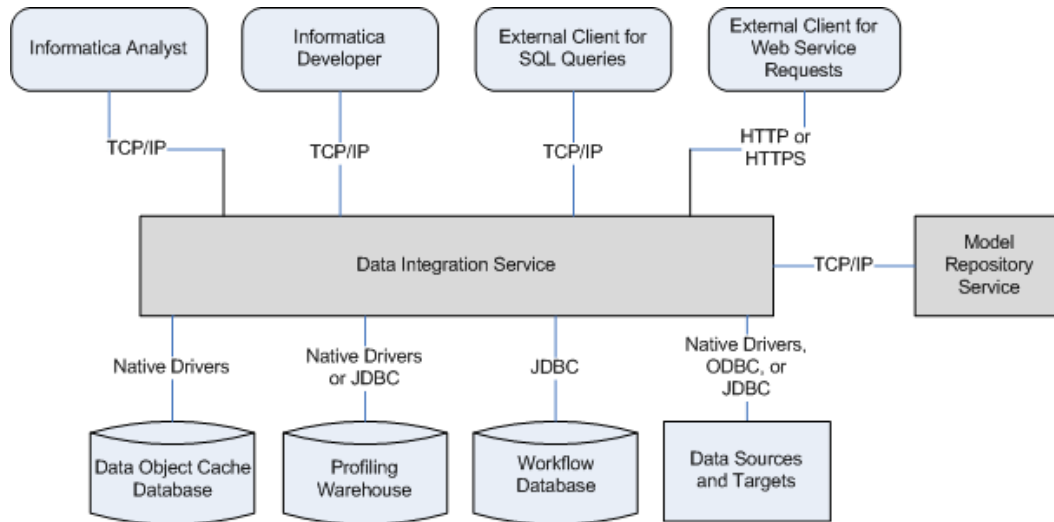 Informatica Analyst
Informatica
Developer
External Client for
SQL Queries
External Client for
Web Service
Requests
TCP/IP
TCP/IP
TCP/IP
HTTP or
HTTPS
Data Integration Service
TCP/IP
Model
Repository
Service
Native Drivers
Native Drivers
or JDBC
JDBC
Native Drivers,
ODBC, or
JDBC
Data Object Cache
Database
Profiling
Warehouse
Workflow
Database
Data Sources
and Targets